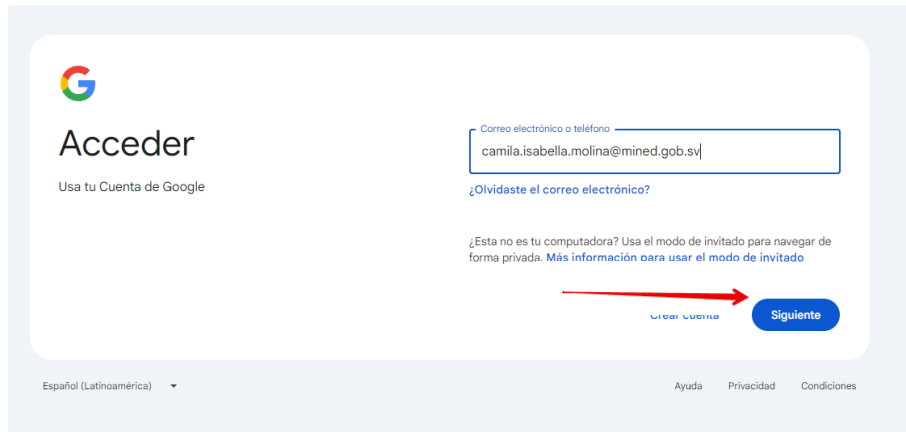 Acceder
Usa tu Cuenta de Google
Correo electrónico o teléfono
camila.isabella.molina@mined.gob.sv
¿Olvidaste el correo electrónico?
¿Esta no es tu computadora? Usa el modo de invitado para navegar de
forma privada. Más información para usar el modo de invitado
Crear cuenta
Siguiente
Español (Latinoamérica)
Ayuda
Privacidad
Condiciones